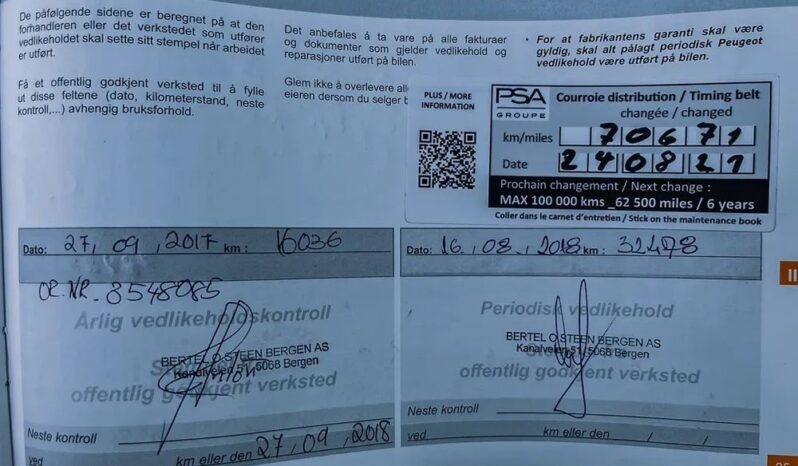 De påfølgende sidene er beregnet på at den
forhandleren eller det verkstedet som utfører
vedlikeholdet skal sette sitt stempel når arbeidet
er utført.
Få et offentlig godkjent verksted til å fylle
ut disse feltene (dato, kilometerstand, neste
kontroll,...) avhengig bruksforhold.
Det anbefales å ta vare på alle fakturaer
og dokumenter som gjelder vedlikehold og
reparasjoner utført på bilen.
Glem ikke å overlevere
eieren dersom du selger
• For at fabrikantens garanti skal være
gyldig, skal alt pålagt periodisk Peugeot
vedlikehold være utført på bilen.
PLUS / MORE
INFORMATION
PSA
GROUPE
Courroie distribution / Timing belt
changée / changed
km/miles 70671
Date 240821
Prochain changement / Next change :
MAX 100 000 kms _62 500 miles / 6 years
Coller dans le carnet d'entretien / Stick on the maintenance book
Dato: 27, 09, 2017 km : 16036
OR.NR. 8548085
Årlig vedlikeholdskontroll
BERTEL O STEEN BERGEN AS
Kanalveien 51, 5068 Bergen
offentlig godkjent verksted
Neste kontroll
ved km eller den 27, 09, 2018
Dato: 16, 08, 2018 km : 32478
Periodisk vedlikehold
BERTEL O STEEN BERGEN AS
Kanalveien 51, 5068 Bergen
offentlig godkjent verksted
Neste kontroll
ved km eller den / /
II